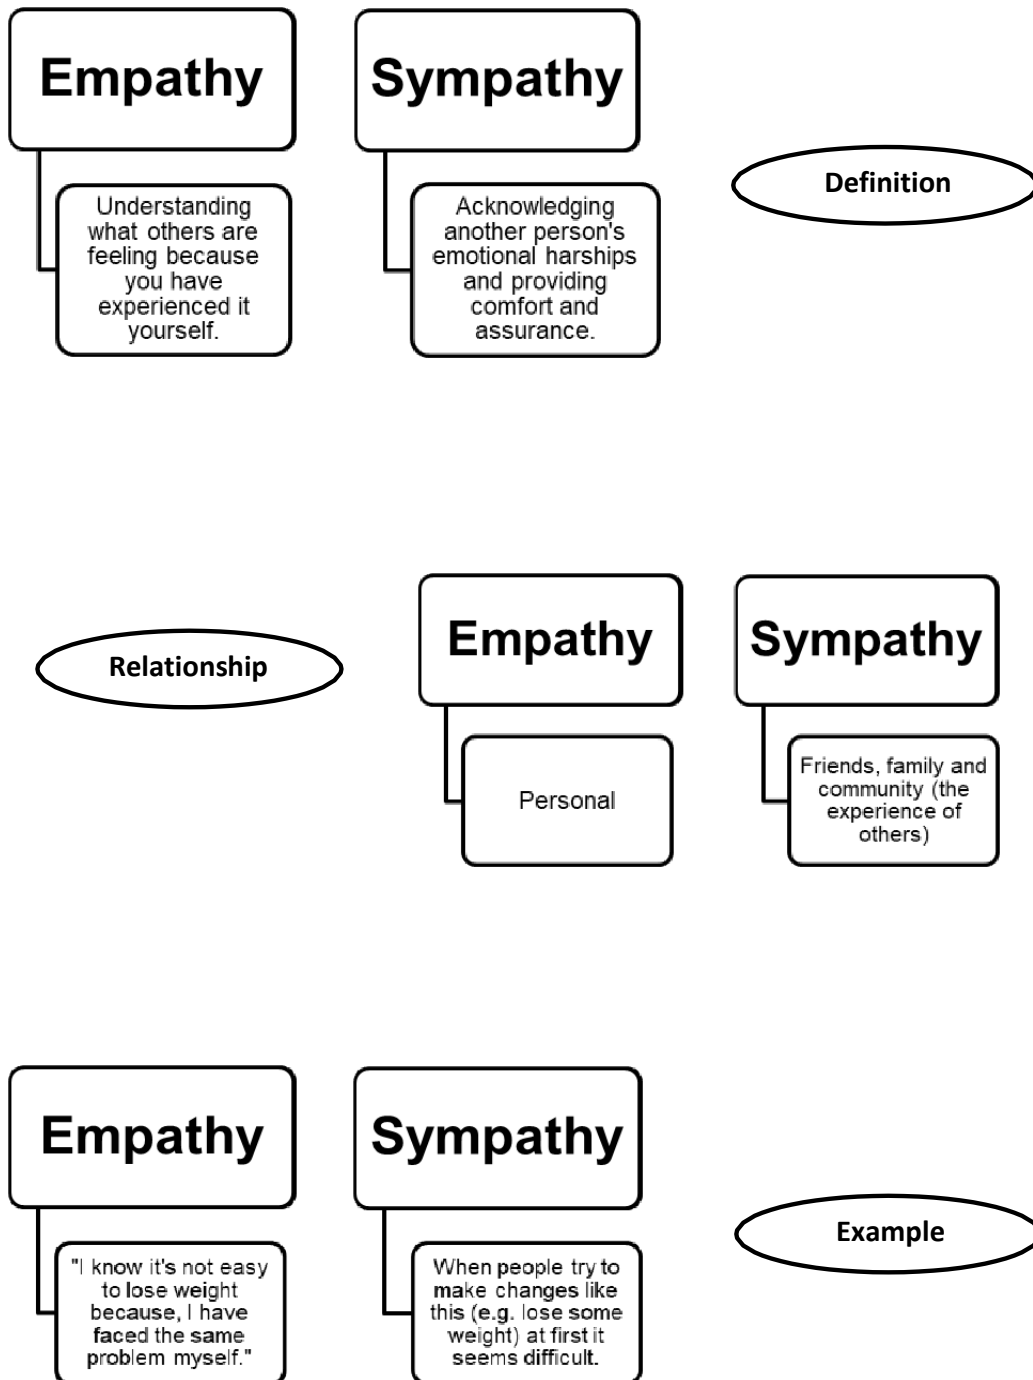 Empathy
Sympathy
Definition
Understanding
what others are
feeling because
you have
experienced it
yourself.
Acknowledging
another person's
emotional harships
and providing
comfort and
assurance.
Relationship
Empathy
Sympathy
Personal
Friends, family and
community (the
experience of
others)
Empathy
Sympathy
Example
"I know it's not easy
to lose weight
because, I have
faced the same
problem myself."
When people try to
make changes like
this (e.g. lose some
weight) at first it
seems difficult.